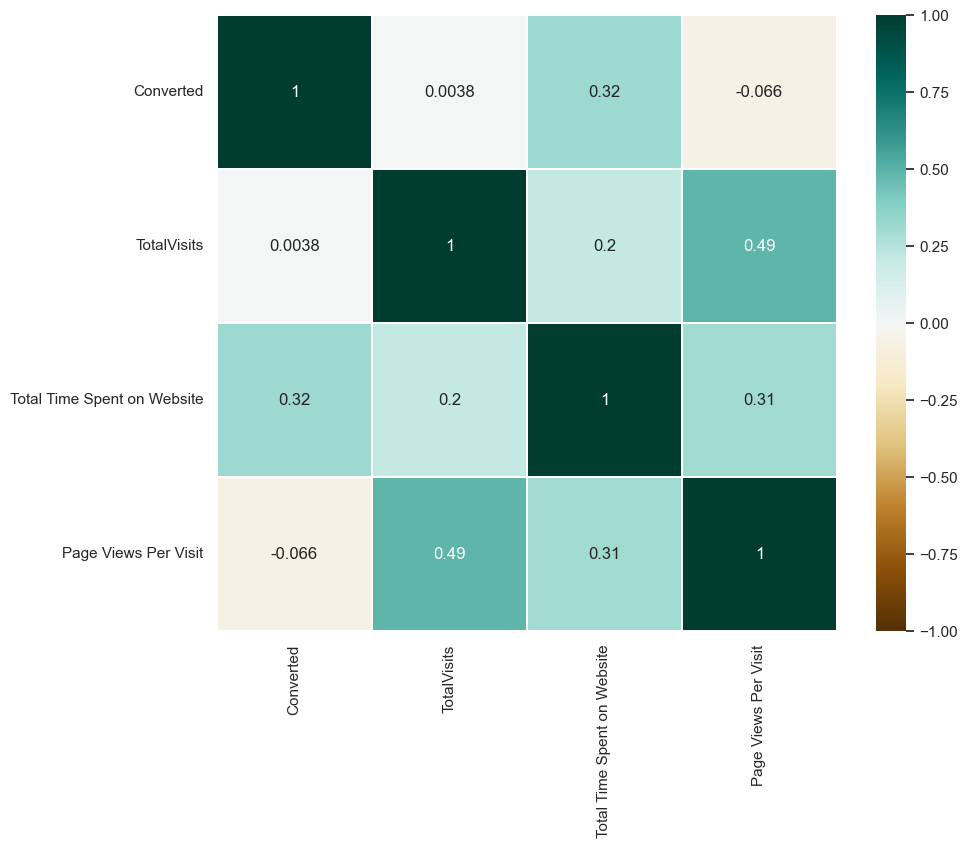 Converted 1 0.0038 0.32 -0.066
TotalVisits 0.0038 1 0.2 0.49
Total Time Spent on Website 0.32 0.2 1 0.31
Page Views Per Visit -0.066 0.49 0.31 1
Converted
TotalVisits
Total Time Spent on Website
Page Views Per Visit
1.00
0.75
0.50
0.25
0.00
−0.25
−0.50
−0.75
−1.00